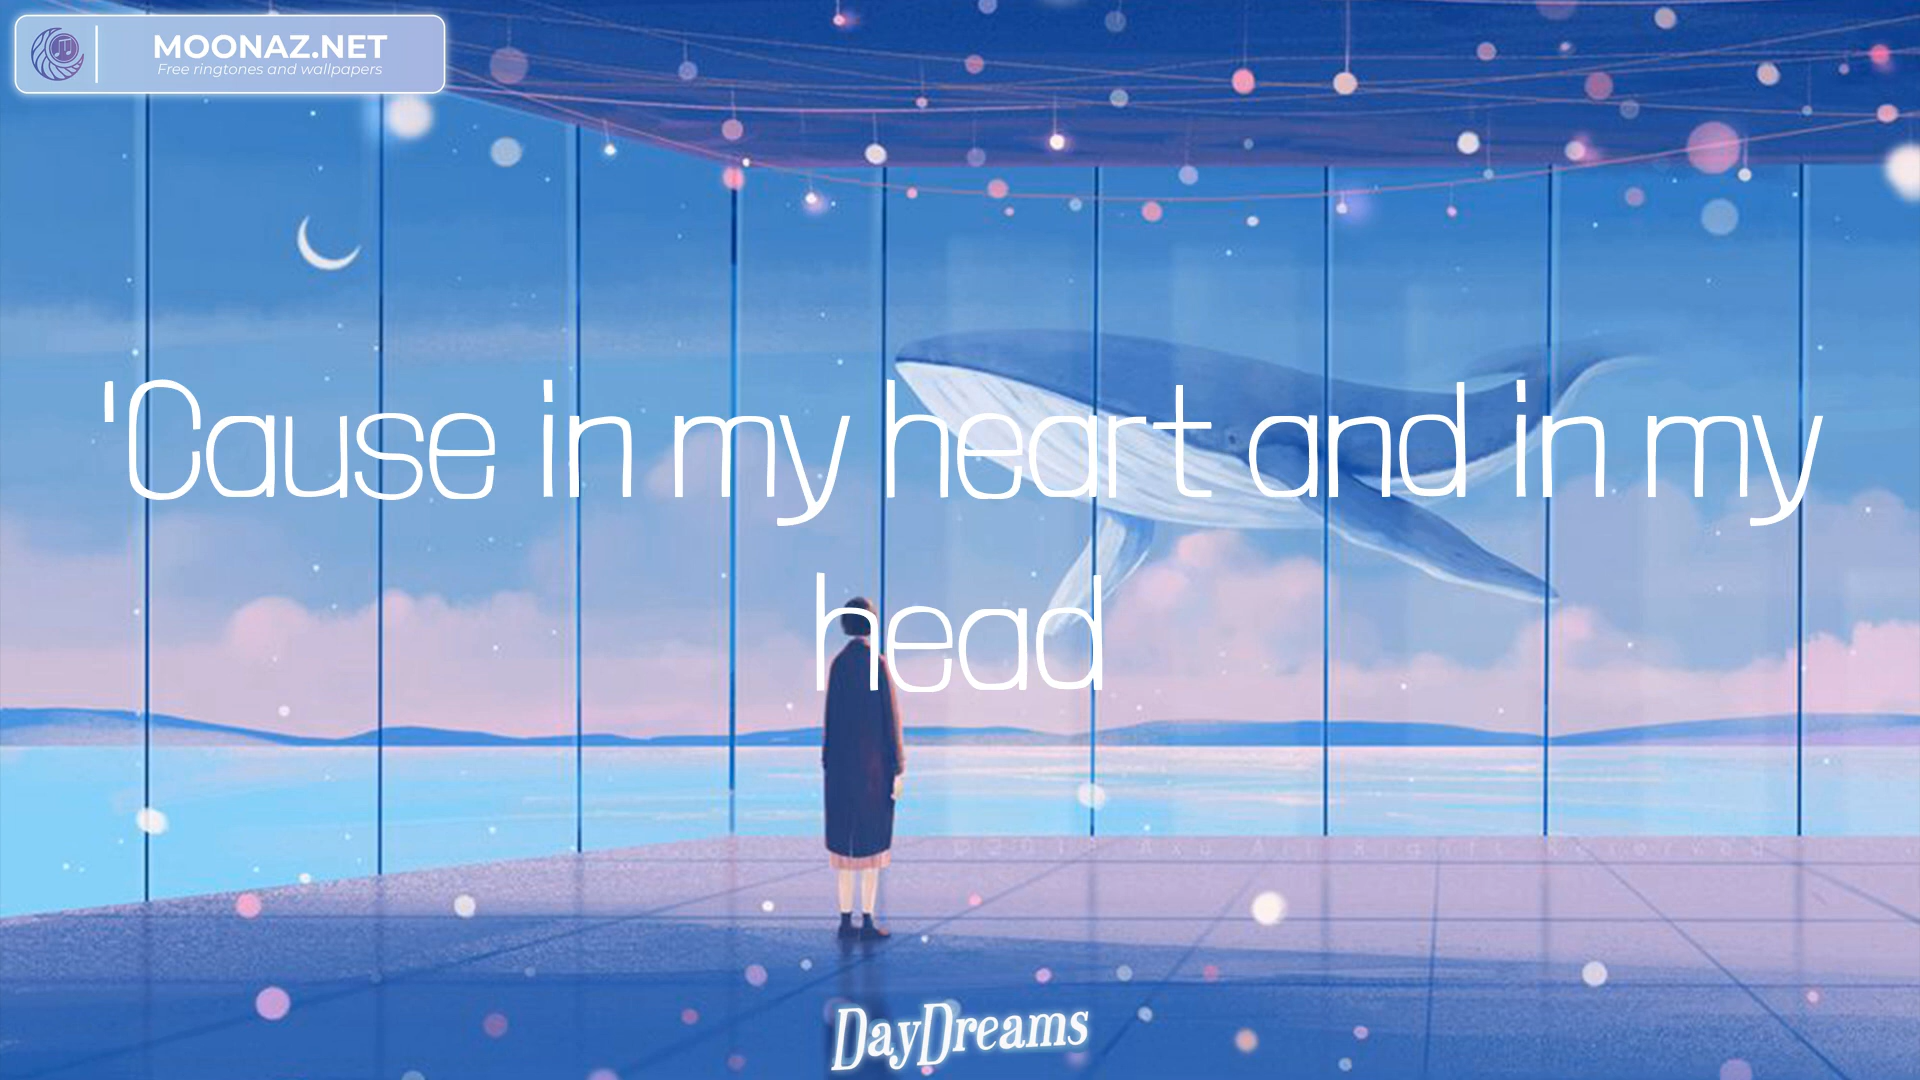 MOONAZ.NET
Free ringtones and wallpapers
'Cause in my heart and in my
head
DayDreams